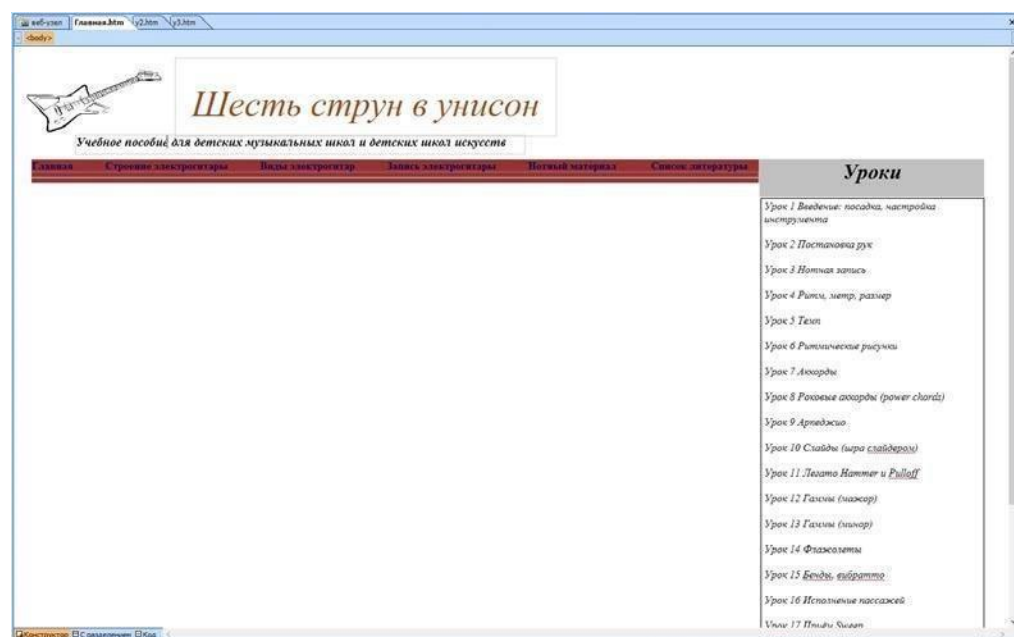 веб-узел Главная.htm y2.htm y3.htm
<body>
Шесть струн в унисон
Учебное пособие для детских музыкальных школ и детских школ искусств
Главная Строение электрогитары Виды электрогитар Запись электрогитары Нотный материал Список литературы
Уроки
Урок 1 Введение: посадка, настройка
инструмента
Урок 2 Постановка рук
Урок 3 Нотная запись
Урок 4 Ритм, метр, размер
Урок 5 Темп
Урок 6 Ритмические рисунки
Урок 7 Аккорды
Урок 8 Роковые аккорды (power chords)
Урок 9 Арпеджио
Урок 10 Слайды (игра слайдером)
Урок 11 Легато Hammer и Pulloff
Урок 12 Гаммы (мажор)
Урок 13 Гаммы (минор)
Урок 14 Флажолеты
Урок 15 Бенды, вибратто
Урок 16 Исполнение пассажей
Урок 17 Sweep
Конструктор С разделением Код